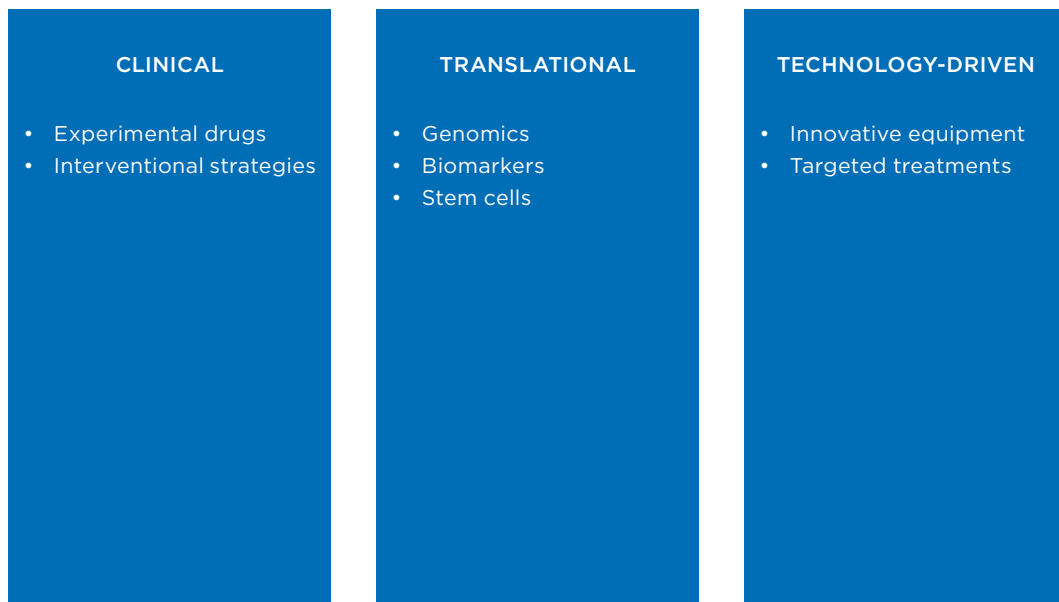 CLINICAL
• Experimental drugs
• Interventional strategies
TRANSLATIONAL
• Genomics
• Biomarkers
• Stem cells
TECHNOLOGY-DRIVEN
• Innovative equipment
• Targeted treatments